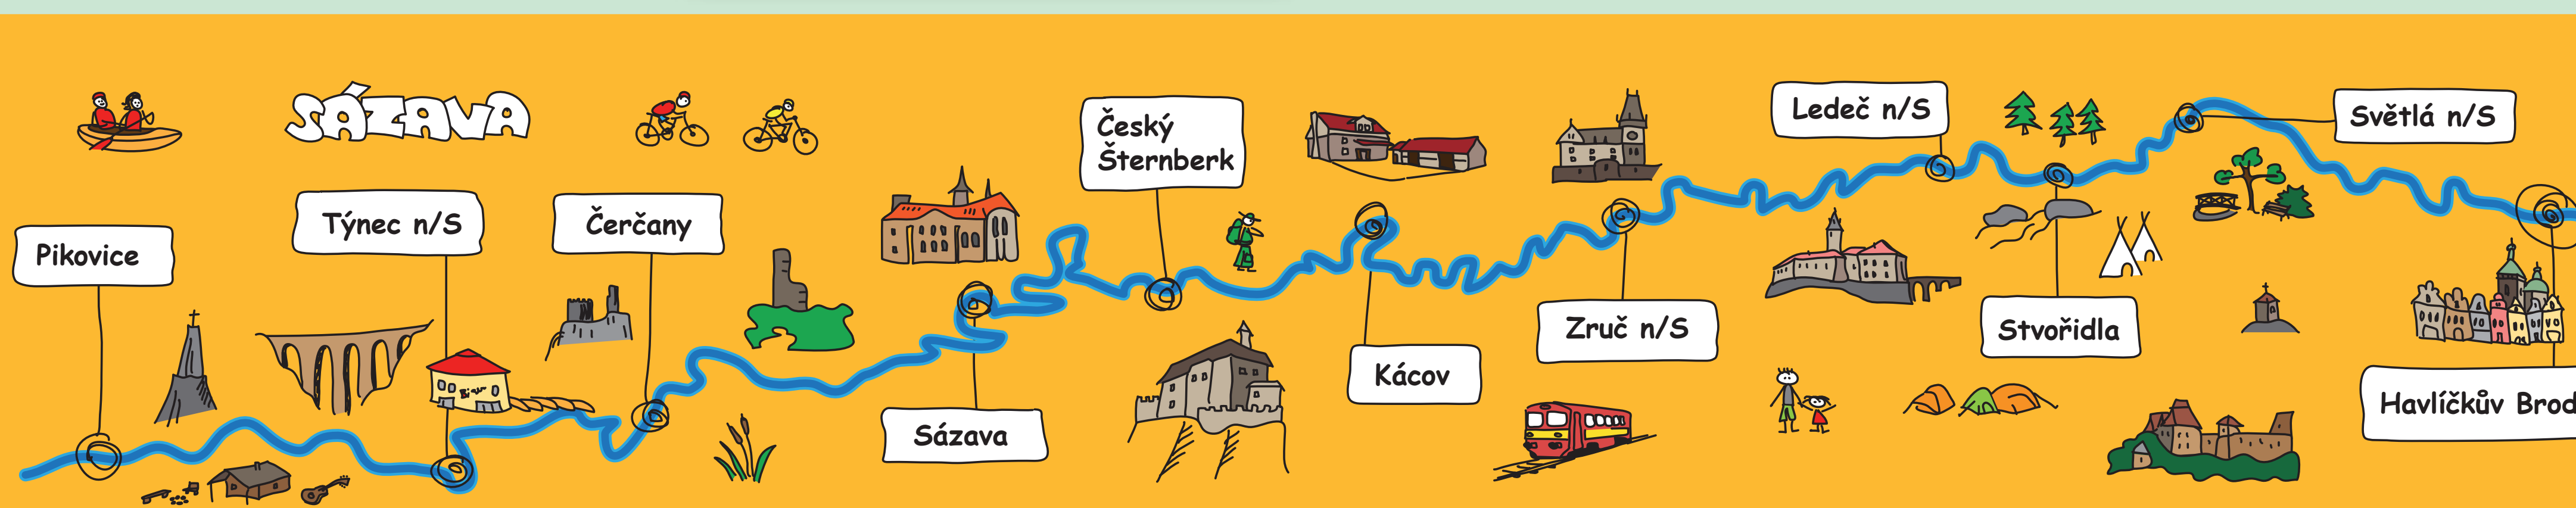 SÁZAVA
Pikovice
Týnec n/S
Čerčany
Sázava
Český
Šternberk
Kácov
Zruč n/S
Ledeč n/S
Stvořidla
Světlá n/S
Havlíčkův Brod